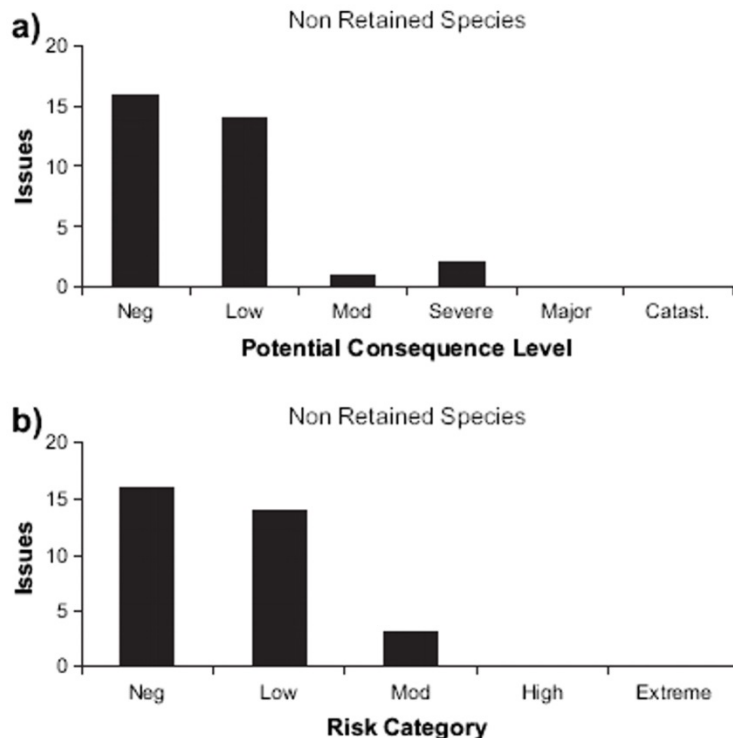 a)
Non Retained Species
20
15
10
5
0
Issues
Neg Low Mod Severe Major Catast.
Potential Consequence Level
b)
Non Retained Species
20
15
10
5
0
Issues
Neg Low Mod High Extreme
Risk Category